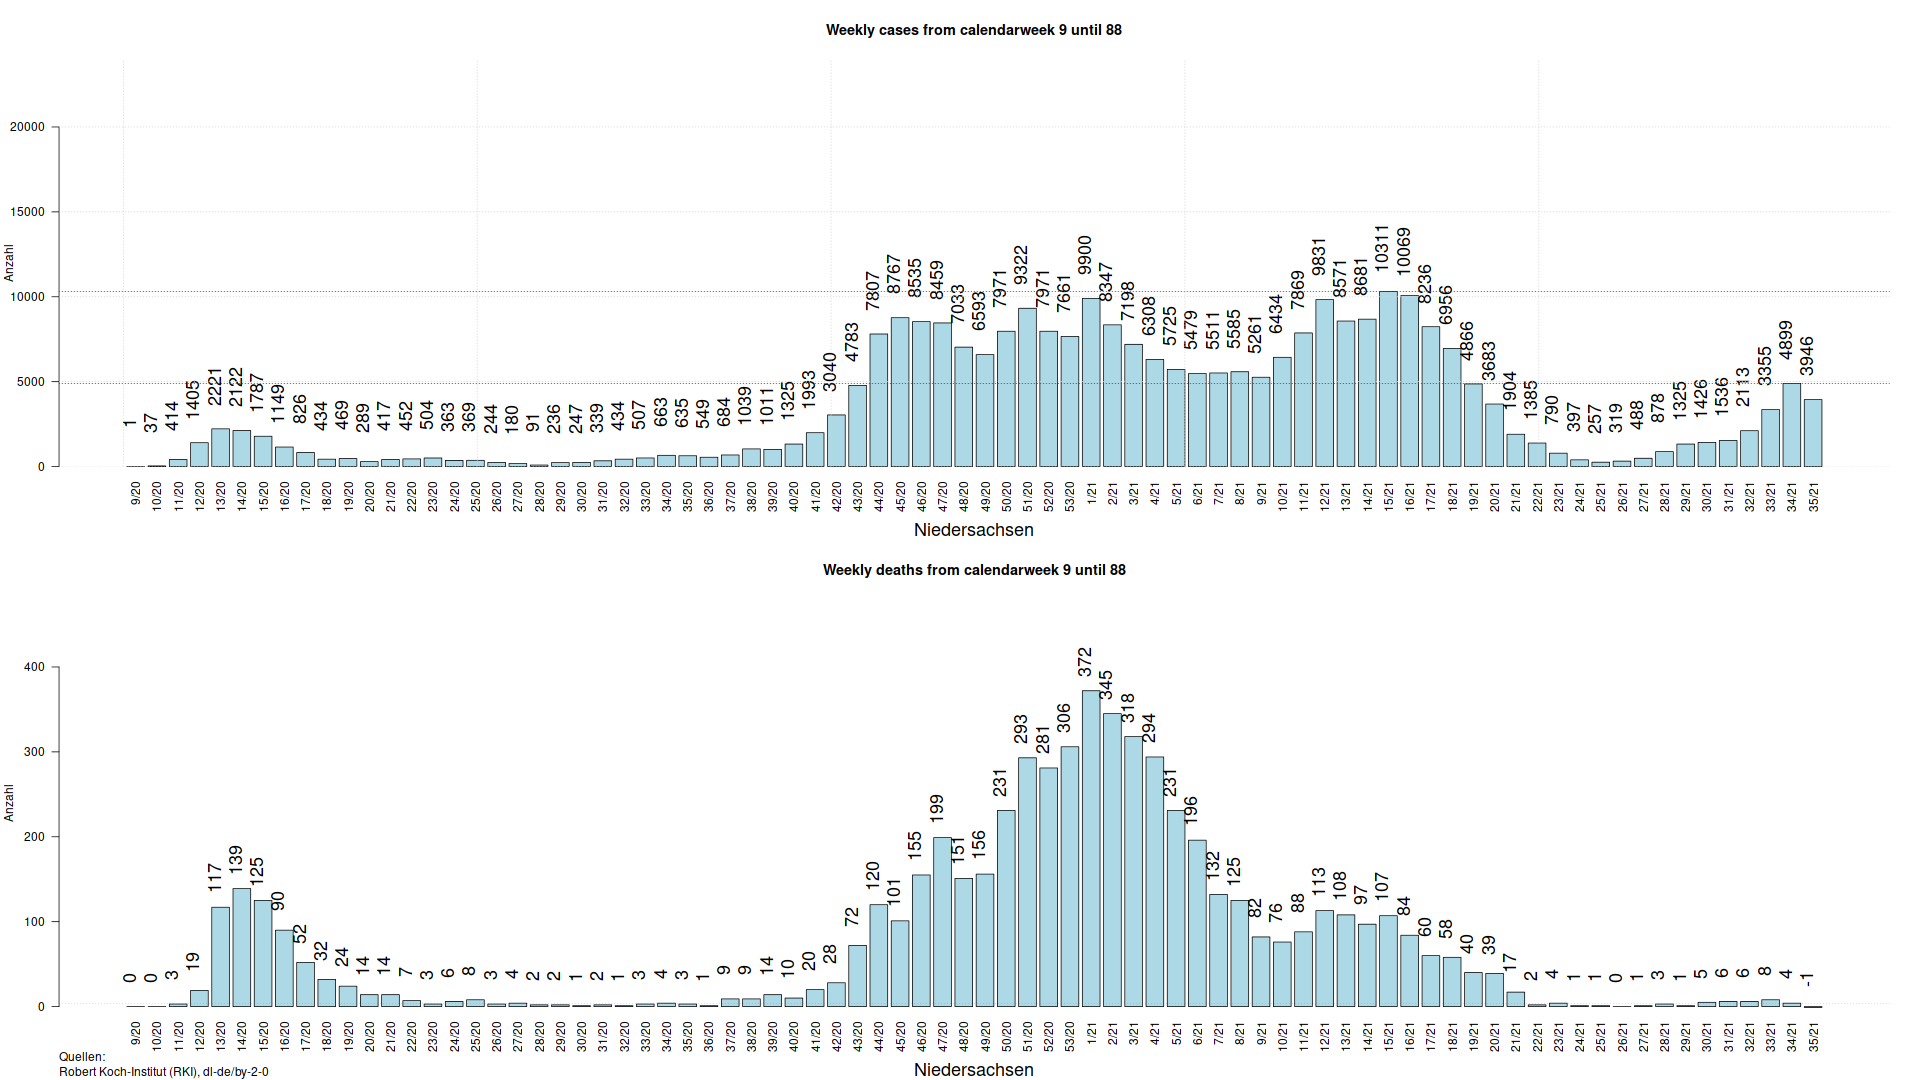 Weekly cases from calendarweek 9 until 88
Anzahl
20000
15000
10000
5000
0
1 37 414 1405 2221 2122 1787 1149 826 434 469 289 417 452 504 363 369 244 180 91 236 247 339 434 507 663 635 549 684 1039 1011 1325 1993 3040 4783 7807 8767 8535 8459 7033 6593 7971 9322 7971 7661 9900 8347 7198 6308 5725 5479 5511 5585 5261 6434 7869 9831 8571 8681 10311 10069 8236 6956 4866 3683 1904 1385 790 397 257 319 488 878 1325 1426 1536 2113 3355 4899 3946
9/20 10/20 11/20 12/20 13/20 14/20 15/20 16/20 17/20 18/20 19/20 20/20 21/20 22/20 23/20 24/20 25/20 26/20 27/20 28/20 29/20 30/20 31/20 32/20 33/20 34/20 35/20 36/20 37/20 38/20 39/20 40/20 41/20 42/20 43/20 44/20 45/20 46/20 47/20 48/20 49/20 50/20 51/20 52/20 53/20 1/21 2/21 3/21 4/21 5/21 6/21 7/21 8/21 9/21 10/21 11/21 12/21 13/21 14/21 15/21 16/21 17/21 18/21 19/21 20/21 21/21 22/21 23/21 24/21 25/21 26/21 27/21 28/21 29/21 30/21 31/21 32/21 33/21 34/21 35/21
Niedersachsen
Weekly deaths from calendarweek 9 until 88
Anzahl
400
300
200
100
0
0 0 3 19 117 139 125 90 52 32 24 14 14 7 3 6 8 3 4 2 2 1 2 1 3 4 3 1 9 9 14 10 20 28 72 120 101 155 199 151 156 231 293 281 306 372 345 318 294 231 196 132 125 82 76 88 113 108 97 107 84 60 58 40 39 17 2 4 1 1 0 1 3 1 5 6 6 8 4 -1
9/20 10/20 11/20 12/20 13/20 14/20 15/20 16/20 17/20 18/20 19/20 20/20 21/20 22/20 23/20 24/20 25/20 26/20 27/20 28/20 29/20 30/20 31/20 32/20 33/20 34/20 35/20 36/20 37/20 38/20 39/20 40/20 41/20 42/20 43/20 44/20 45/20 46/20 47/20 48/20 49/20 50/20 51/20 52/20 53/20 1/21 2/21 3/21 4/21 5/21 6/21 7/21 8/21 9/21 10/21 11/21 12/21 13/21 14/21 15/21 16/21 17/21 18/21 19/21 20/21 21/21 22/21 23/21 24/21 25/21 26/21 27/21 28/21 29/21 30/21 31/21 32/21 33/21 34/21 35/21
Niedersachsen
Quellen:
Robert Koch-Institut (RKI), dl-de/by-2-0